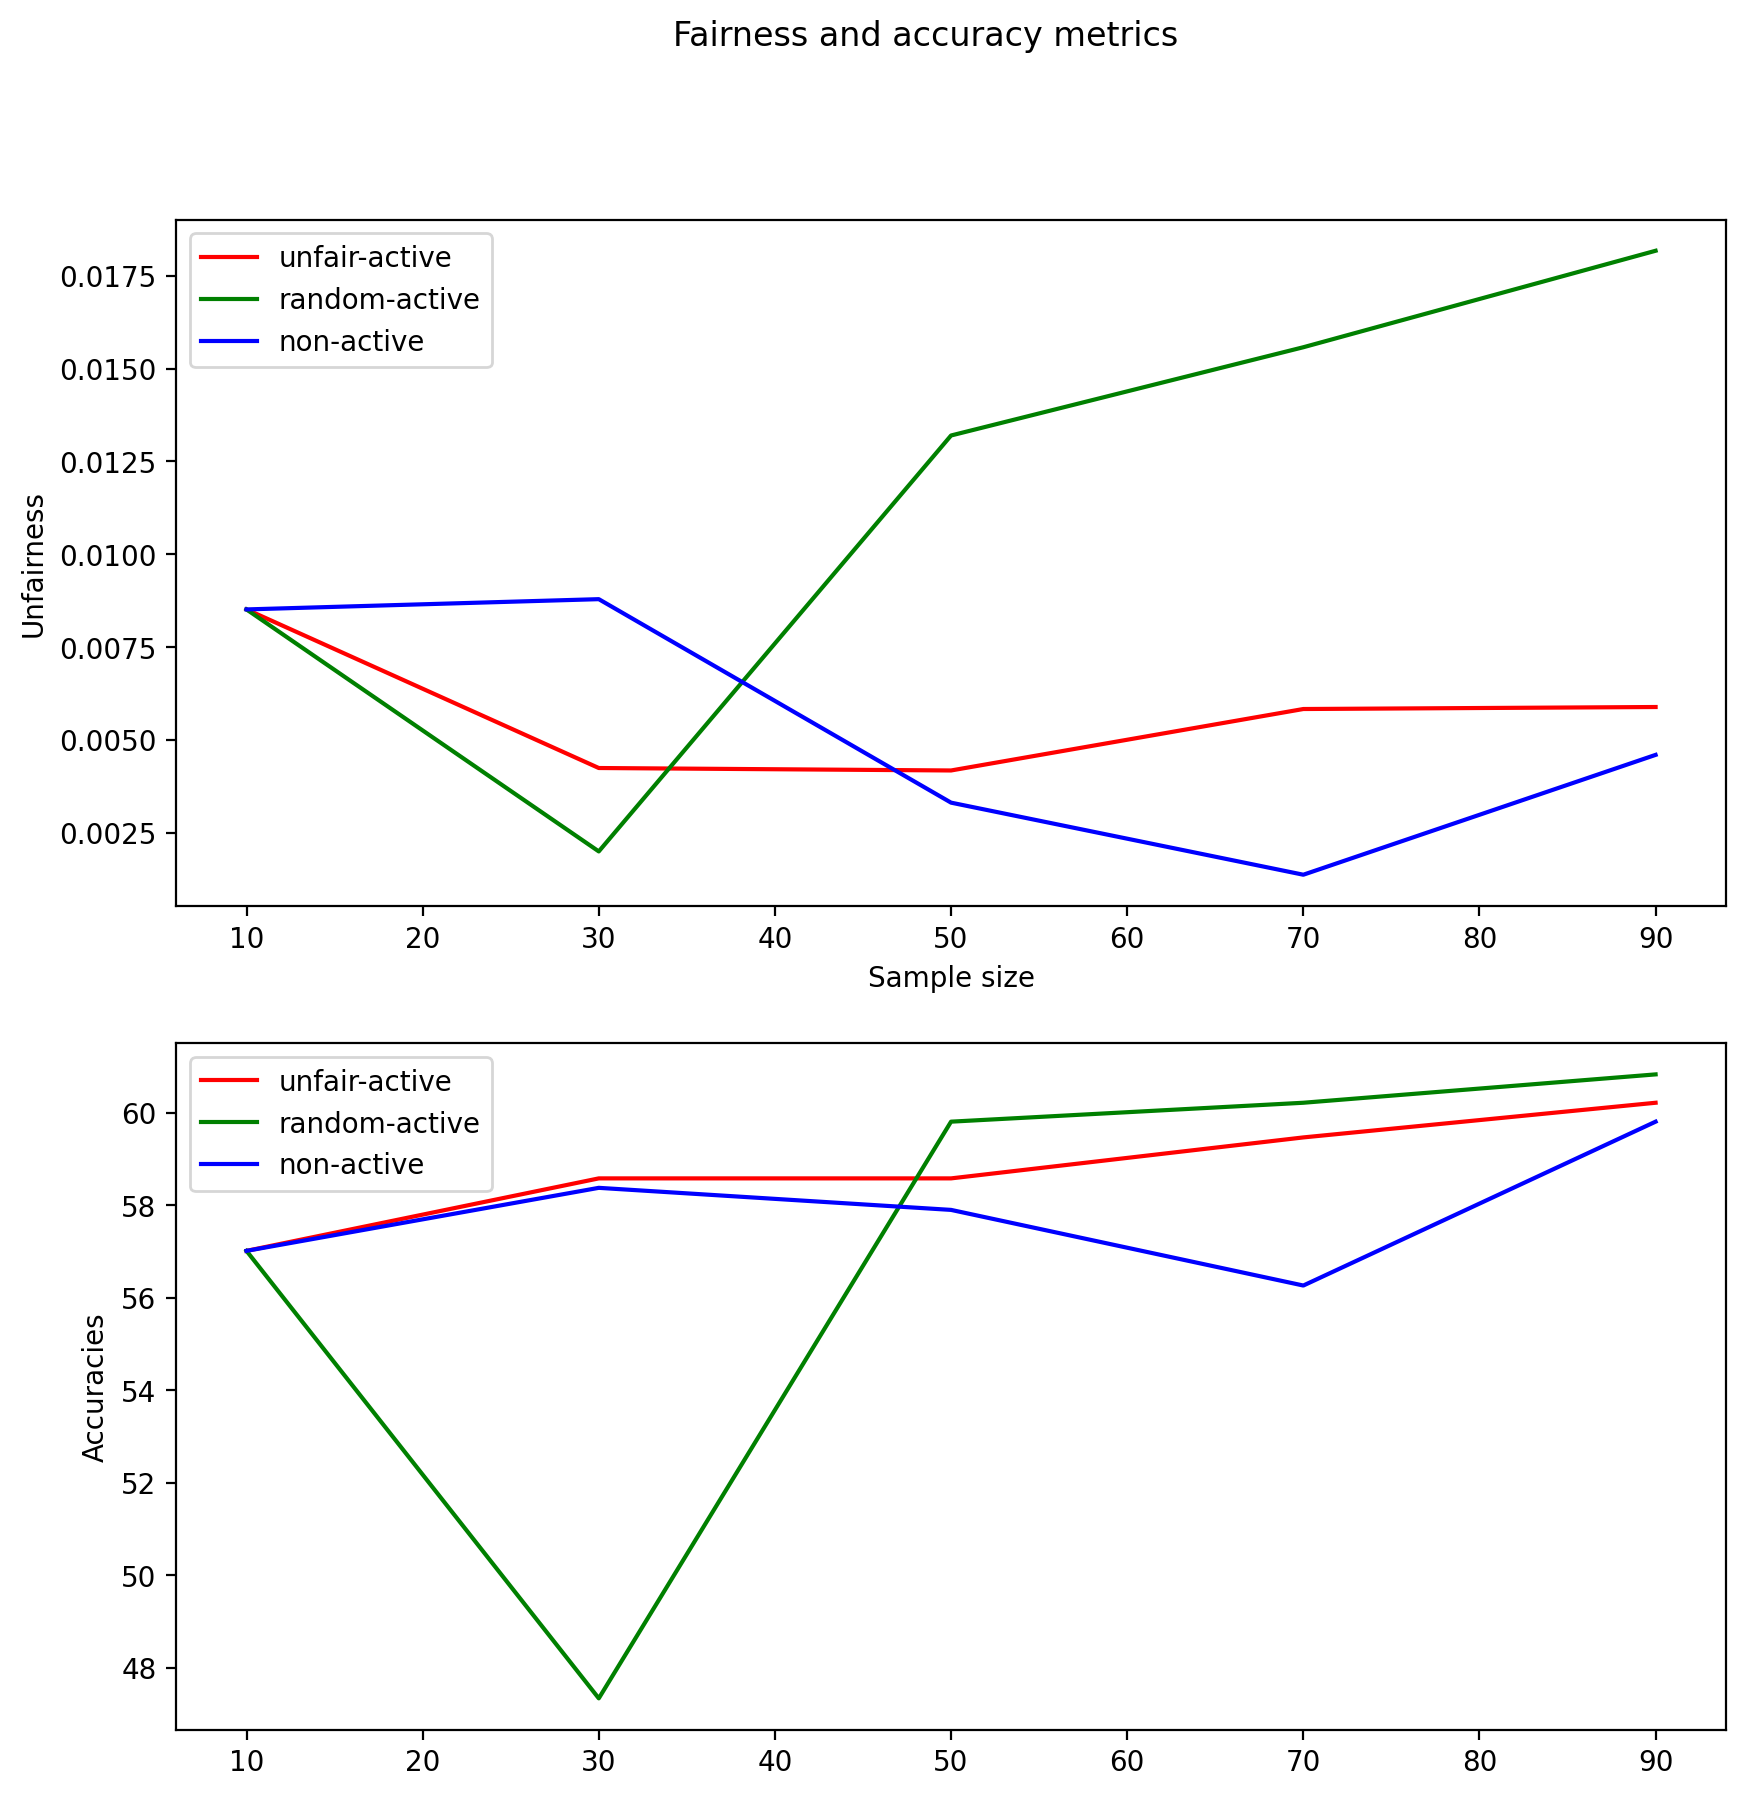 Fairness and accuracy metrics
unfair-active
random-active
non-active
0.0175
0.0150
0.0125
0.0100
0.0075
0.0050
0.0025
Unfairness
10 20 30 40 50 60 70 80 90
Sample size
unfair-active
random-active
non-active
60
58
56
54
52
50
48
Accuracies
10 20 30 40 50 60 70 80 90